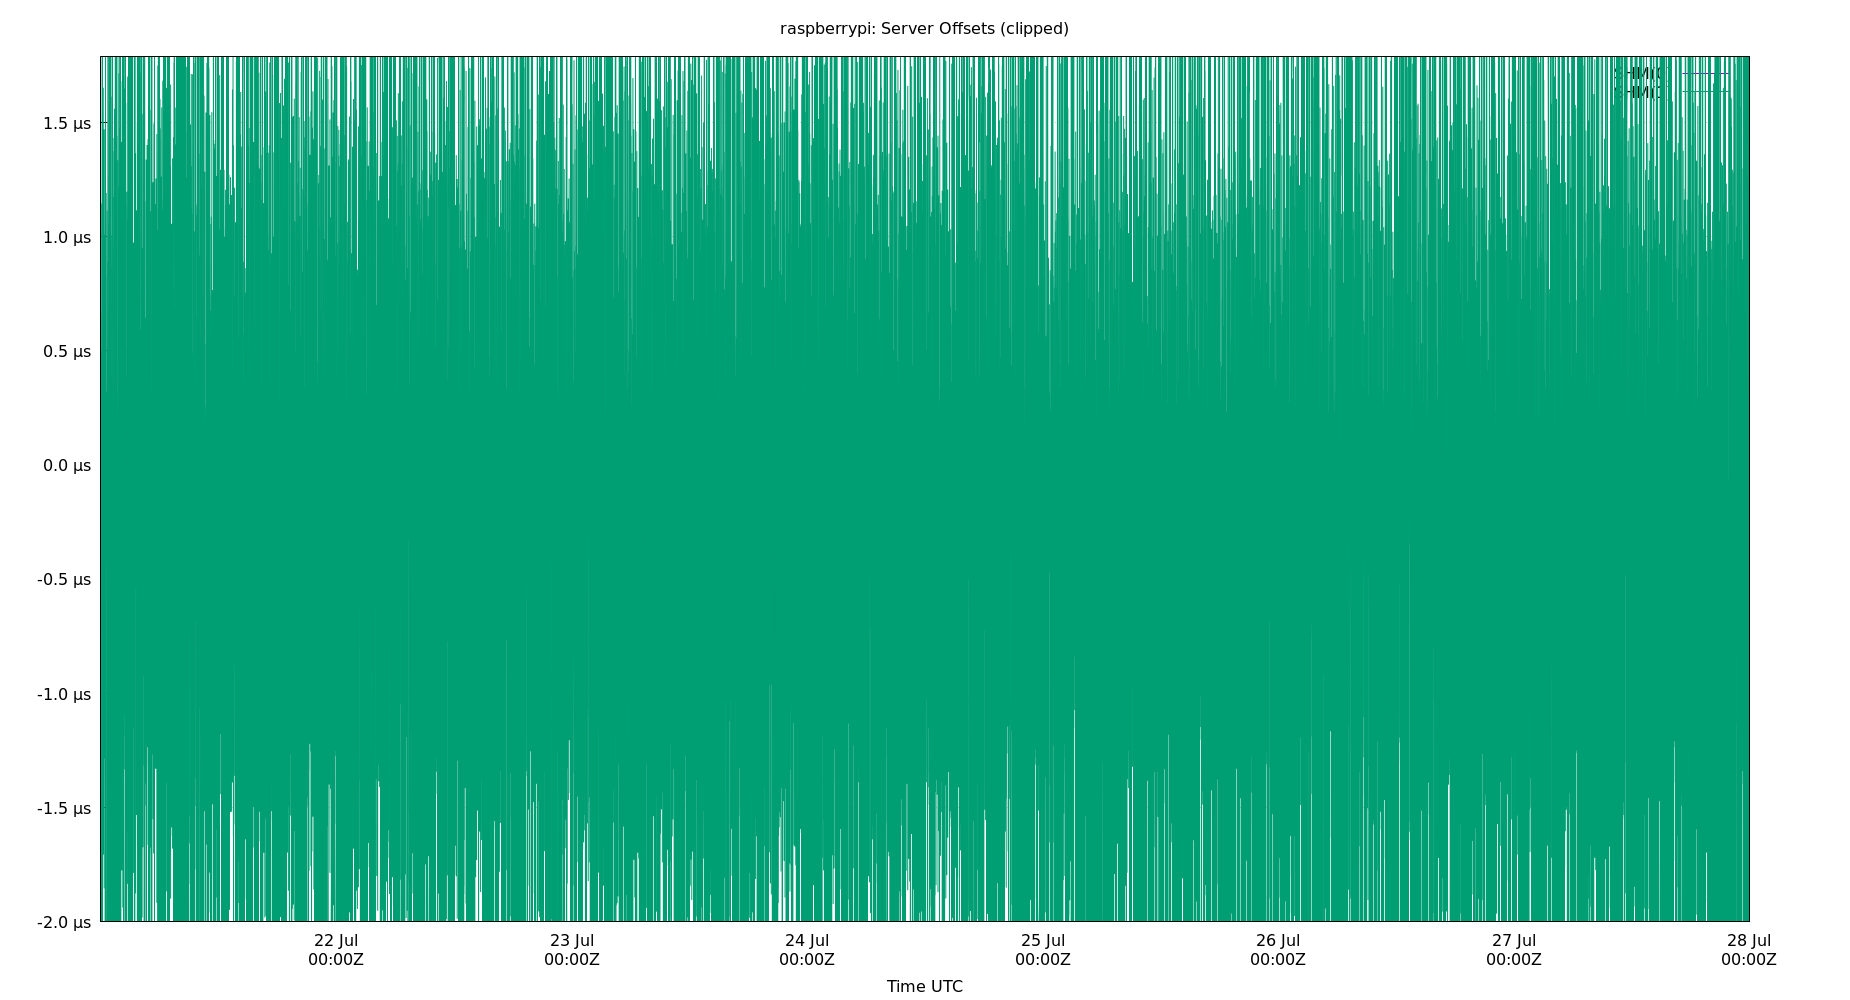 raspberrypi: Server Offsets (clipped)
1.5 µs
1.0 µs
0.5 µs
0.0 µs
-0.5 µs
-1.0 µs
-1.5 µs
-2.0 µs
22 Jul 23 Jul 24 Jul 25 Jul 26 Jul 27 Jul 28 Jul
00:00Z 00:00Z 00:00Z 00:00Z 00:00Z 00:00Z 00:00Z
Time UTC